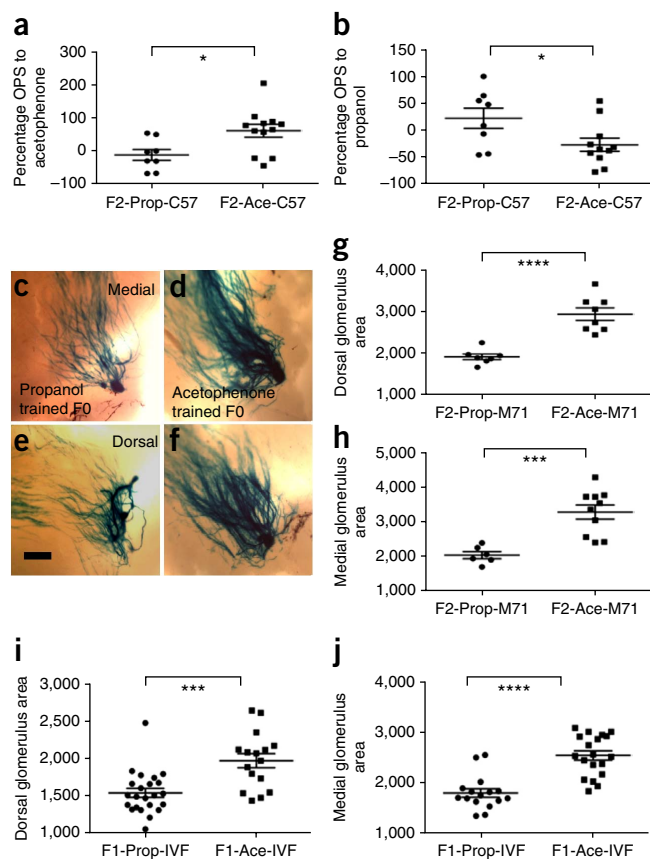 a
Percentage OPS to
acetophenone
300
200
100
0
–100
*
F2-Prop-C57
F2-Ace-C57
b
Percentage OPS to
propanol
150
100
50
0
–50
–100
*
F2-Prop-C57
F2-Ace-C57
c
Medial
Propanol
trained F0
d
Acetophenone
trained F0
e
Dorsal
f
g
Dorsal glomerulus
area
4,000
3,000
2,000
1,000
****
F2-Prop-M71
F2-Ace-M71
h
Medial glomerulus
area
5,000
4,000
3,000
2,000
1,000
***
F2-Prop-M71
F2-Ace-M71
i
Dorsal glomerulus area
3,000
2,500
2,000
1,500
1,000
***
F1-Prop-IVF
F1-Ace-IVF
j
Medial glomerulus
area
4,000
3,000
2,000
1,000
****
F1-Prop-IVF
F1-Ace-IVF